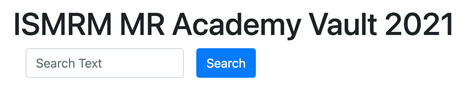 ISMRM MR Academy Vault 2021
Search Text Search